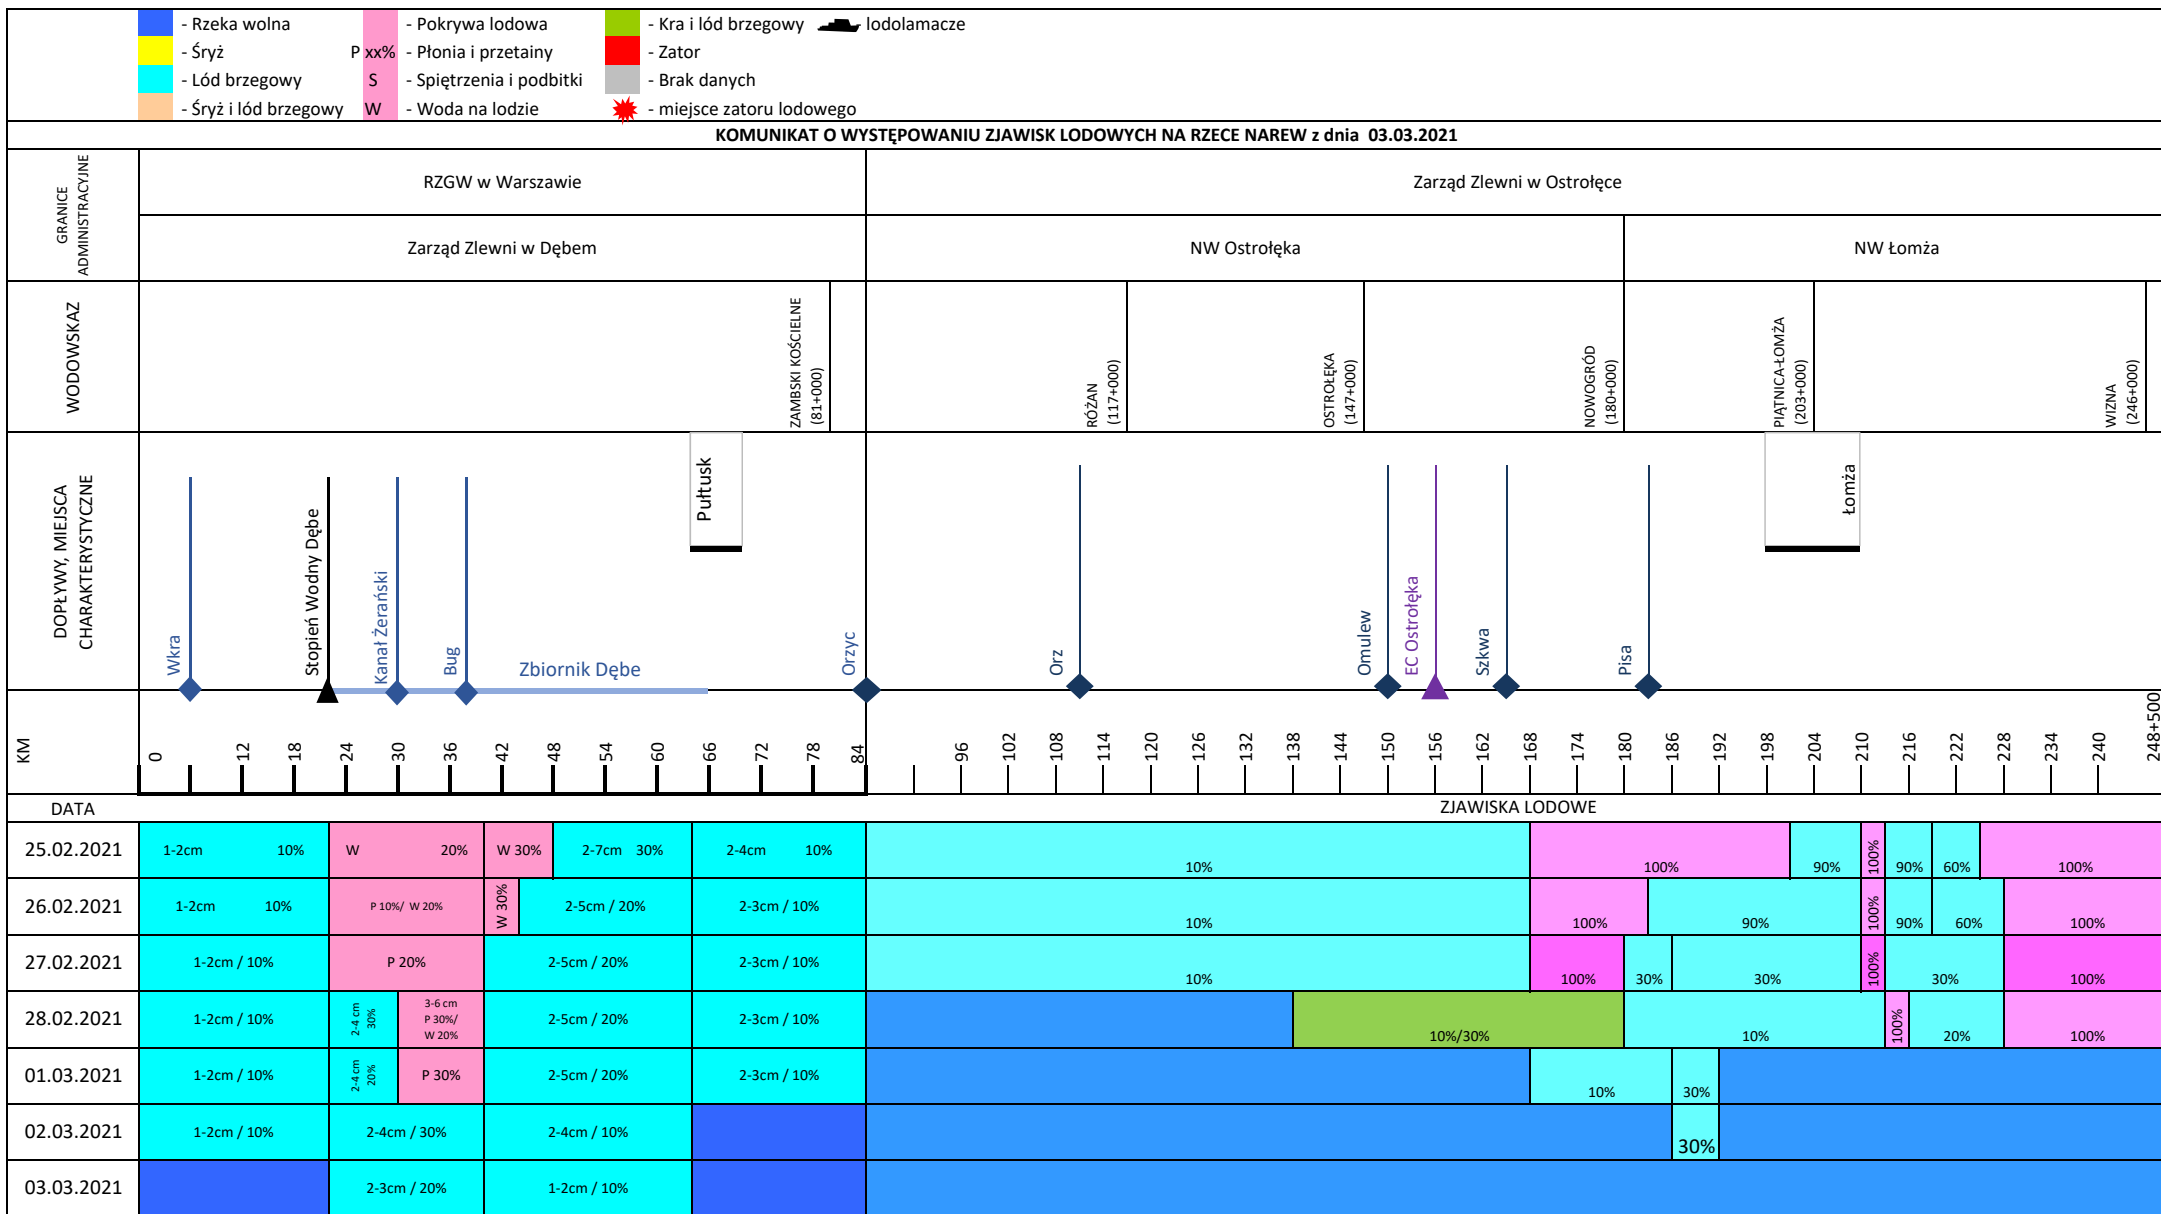 - Rzeka wolna - Pokrywa lodowa - Kra i lód brzegowy lodolamacze
- Śryż P xx% - Płonia i przetainy - Zator
- Lód brzegowy S - Spiętrzenia i podbitki - Brak danych
- Śryż i lód brzegowy W - Woda na lodzie - miejsce zatoru lodowego
KOMUNIKAT O WYSTĘPOWANIU ZJAWISK LODOWYCH NA RZECE NAREW z dnia 03.03.2021
GRANICE
ADMINISTRACYJNE
RZGW w Warszawie Zarząd Zlewni w Ostrołęce
Zarząd Zlewni w Dębem NW Ostrołęka NW Łomża
WODOWSKAZ
ZAMBSKI KOŚCIELNE
(81+000)
RÓŻAN
(117+000)
OSTROŁĘKA
(147+000)
NOWOGRÓD
(180+000)
PIĄTNICA-ŁOMŻA
(203+000)
WIZNA
(246+000)
DOPŁYWY, MIEJSCA
CHARAKTERYSTYCZNE
Wkra
Stopień Wodny Dębe
Kanał Żerański
Bug
Zbiornik Dębe
Pułtusk
Orzyc
Orz
Omulew
EC Ostrołęka
Szkwa
Pisa
Łomża
KM 0 12 18 24 30 36 42 48 54 60 66 72 78 84 96 102 108 114 120 126 132 138 144 150 156 162 168 174 180 186 192 198 204 210 216 222 228 234 240 248+500
DATA ZJAWISKA LODOWE
25.02.2021 1-2cm 10% W 20% W 30% 2-7cm 30% 2-4cm 10% 10% 100% 90% 100% 90% 60% 100%
26.02.2021 1-2cm 10% P 10%/ W 20% W 30% 2-5cm / 20% 2-3cm / 10% 10% 100% 90% 100% 90% 60% 100%
27.02.2021 1-2cm / 10% P 20% 2-5cm / 20% 2-3cm / 10% 10% 100% 30% 30% 100% 30% 100%
28.02.2021 1-2cm / 10% 2-4 cm
30%
3-6 cm
P 30%/
W 20%
2-5cm / 20% 2-3cm / 10% 10%/30% 10% 100% 20% 100%
01.03.2021 1-2cm / 10% 2-4 cm
20%
P 30% 2-5cm / 20% 2-3cm / 10% 10% 30%
02.03.2021 1-2cm / 10% 2-4cm / 30% 2-4cm / 10% 30%
03.03.2021 2-3cm / 20% 1-2cm / 10%